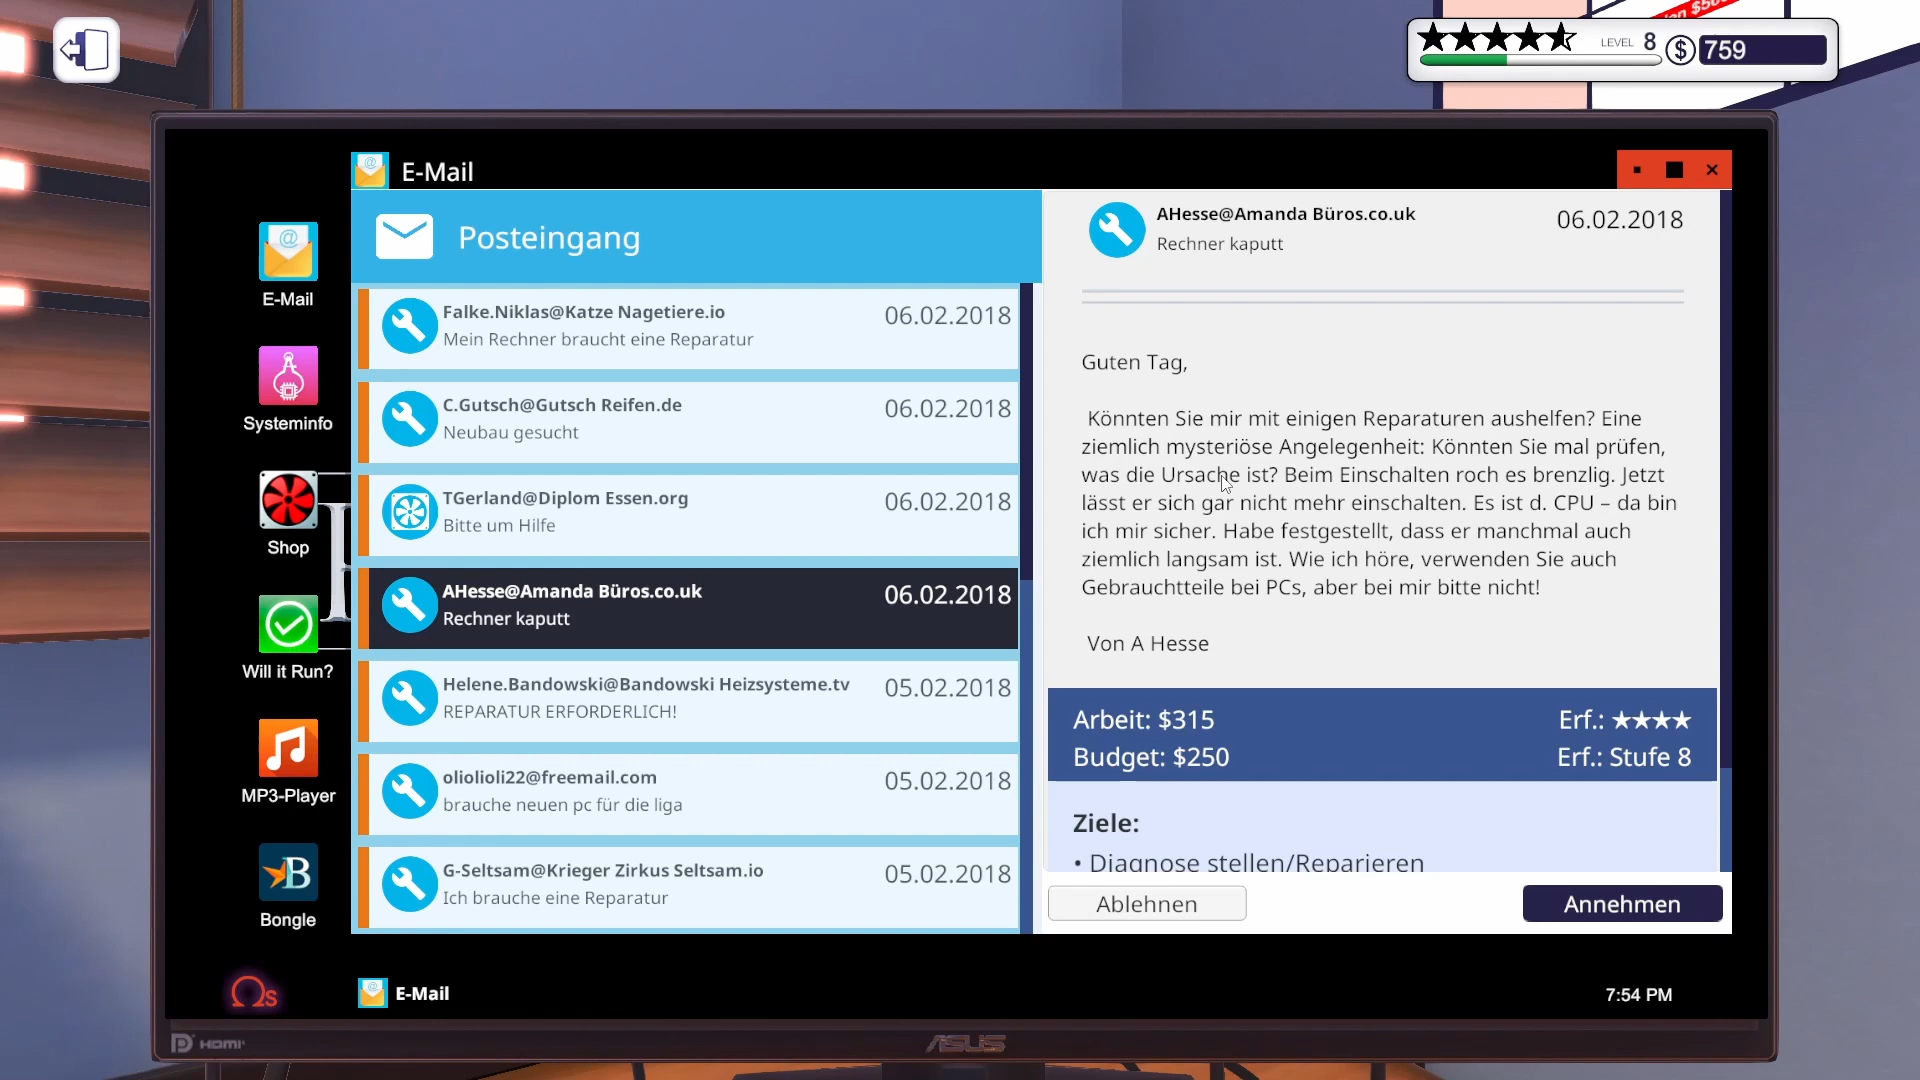 LEVEL 8
$ 759
E-Mail
E-Mail
Systeminfo
Shop
Will it Run?
MP3-Player
Bongle
Posteingang
Falke.Niklas@Katze Nagetiere.io
06.02.2018
Mein Rechner braucht eine Reparatur
C.Gutsch@Gutsch Reifen.de
06.02.2018
Neubau gesucht
TGerland@Diplom Essen.org
06.02.2018
Bitte um Hilfe
AHesse@Amanda Büros.co.uk
06.02.2018
Rechner kaputt
Helene.Bandowski@Bandowski Heizsysteme.tv
05.02.2018
REPARATUR ERFORDERLICH!
oliolioli22@freemail.com
05.02.2018
brauche neuen pc für die liga
G-Seltsam@Krieger Zirkus Seltsam.io
05.02.2018
Ich brauche eine Reparatur
AHesse@Amanda Büros.co.uk
06.02.2018
Rechner kaputt
Guten Tag,
Könnten Sie mir mit einigen Reparaturen aushelfen? Eine
ziemlich mysteriöse Angelegenheit: Könnten Sie mal prüfen,
was die Ursache ist? Beim Einschalten roch es brenzlig. Jetzt
lässt er sich gar nicht mehr einschalten. Es ist d. CPU – da bin
ich mir sicher. Habe festgestellt, dass er manchmal auch
ziemlich langsam ist. Wie ich höre, verwenden Sie auch
Gebrauchtteile bei PCs, aber bei mir bitte nicht!
Von A Hesse
Arbeit: $315
Erf.: ★★★★
Budget: $250
Erf.: Stufe 8
Ziele:
• Diagnose stellen/Reparieren
Ablehnen
Annehmen
Ωs
E-Mail
7:54 PM
HDMI
ASUS